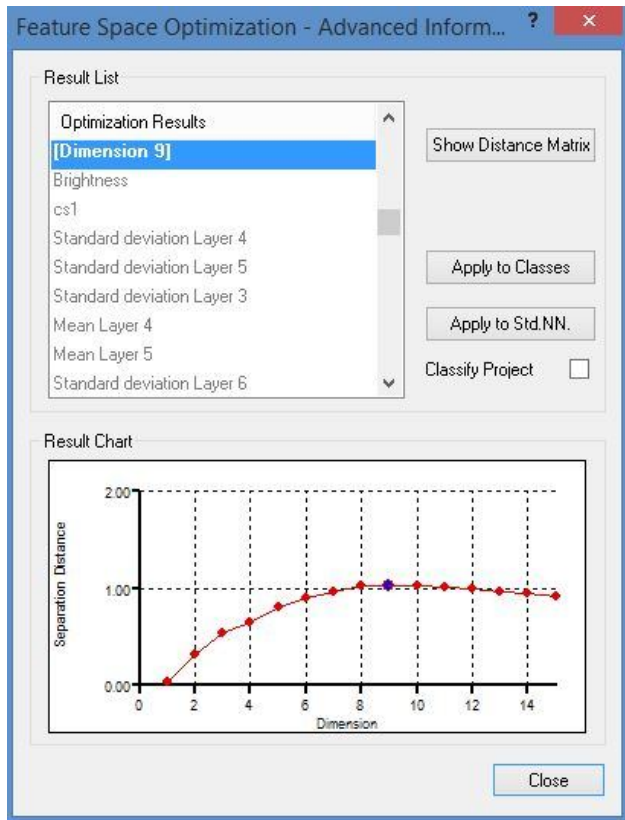 Feature Space Optimization - Advanced Inform... ? ×
Result List
Optimization Results
[Dimension 9]
Brightness
cs1
Standard deviation Layer 4
Standard deviation Layer 5
Standard deviation Layer 3
Mean Layer 4
Mean Layer 5
Standard deviation Layer 6
Show Distance Matrix
Apply to Classes
Apply to Std.NN.
Classify Project
Result Chart
Separation Distance
2.00
1.00
0.00
0 2 4 6 8 10 12 14
Dimension
Close